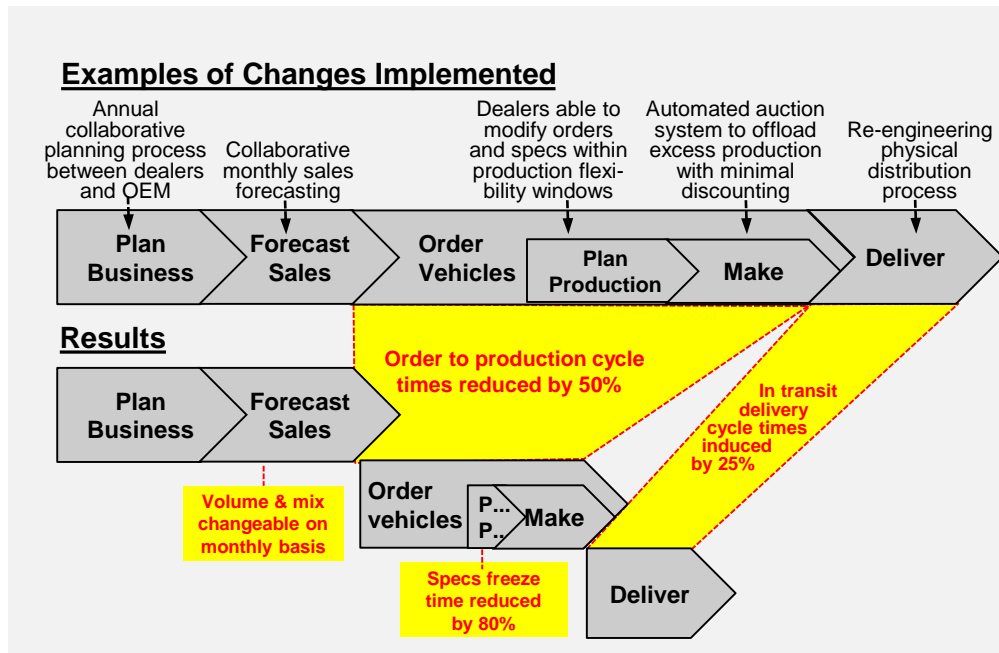 Examples of Changes Implemented
Annual
collaborative
planning process
between dealers
and OEM
Collaborative
monthly sales
forecasting
Dealers able to
modify orders
and specs within
production flexi-
bility windows
Automated auction
system to offload
excess production
with minimal
discounting
Re-engineering
physical
distribution
process
Plan
Business
Forecast
Sales
Order
Vehicles
Plan
Production
Make
Deliver
Results
Order to production cycle
times reduced by 50%
In transit
delivery
cycle times
induced
by 25%
Plan
Business
Forecast
Sales
Volume & mix
changeable on
monthly basis
Order
vehicles
P...
P..
Make
Specs freeze
time reduced
by 80%
Deliver